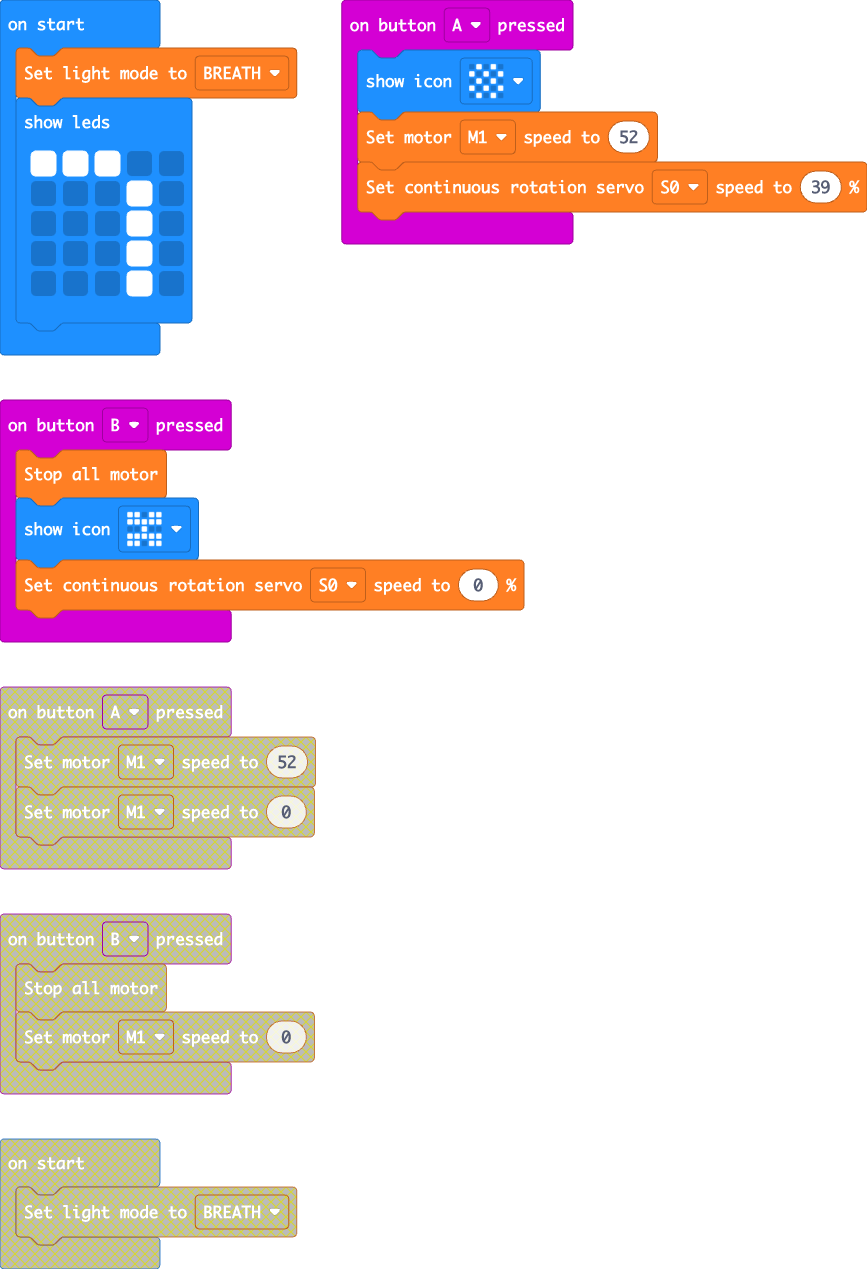 on start
Set light mode to BREATH
show leds
on button A pressed
show icon
Set motor M1 speed to 52
Set continuous rotation servo S0 speed to 39 %
on button B pressed
Stop all motor
show icon
Set continuous rotation servo S0 speed to 0 %
on button A pressed
Set motor M1 speed to 52
Set motor M1 speed to 0
on button B pressed
Stop all motor
Set motor M1 speed to 0
on start
Set light mode to BREATH